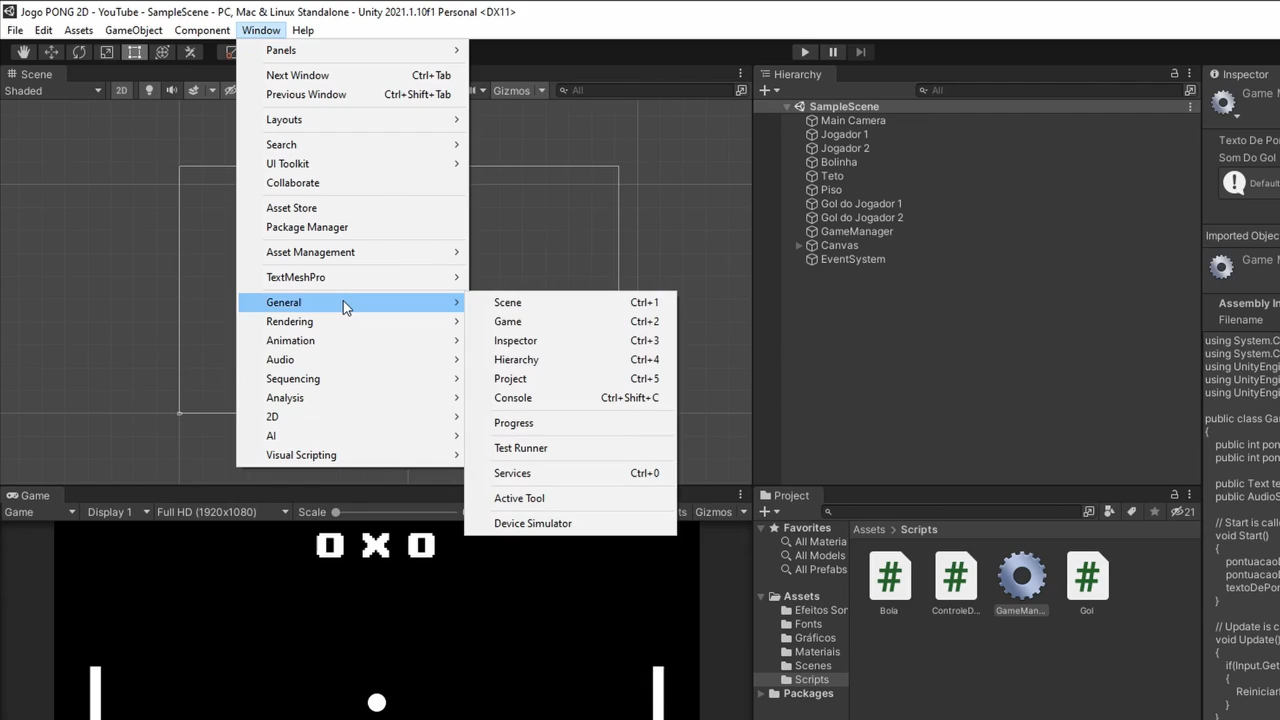 Jogo PONG 2D - YouTube - SampleScene - PC, Mac & Linux Standalone - Unity 2021.1.10f1 Personal <DX11>
File Edit Assets GameObject Component Window Help
Scene
Shaded 2D Gizmos All
Panels
Next Window Ctrl+Tab
Previous Window Ctrl+Shift+Tab
Layouts
Search
UI Toolkit
Collaborate
Asset Store
Package Manager
Asset Management
TextMeshPro
General
Rendering
Animation
Audio
Sequencing
Analysis
2D
AI
Visual Scripting
Scene Ctrl+1
Game Ctrl+2
Inspector Ctrl+3
Hierarchy Ctrl+4
Project Ctrl+5
Console Ctrl+Shift+C
Progress
Test Runner
Services Ctrl+0
Active Tool
Device Simulator
Hierarchy
All
SampleScene
Main Camera
Jogador 1
Jogador 2
Bolinha
Teto
Piso
Gol do Jogador 1
Gol do Jogador 2
GameManager
Canvas
EventSystem
Inspector
Game M
Texto De Po
Som Do Gol
Default
Imported Objec
Game M
Assembly In
Filename
using System.C
using System.C
using UnityEngi
using UnityEngi
using UnityEngi
public class Gar
{
public int pon
public int pon
public Text te
public AudioS
// Start is calle
void Start()
{
pontuacaoD
pontuacaoD
textoDePon
}
// Update is c
void Update()
{
if(Input.Get
{
Reiniciar
}
Game
Game Display 1 Full HD (1920x1080) Scale Gizmos
0 X 0
Project
21
Favorites
All Materia
All Models
All Prefabs
Assets
Efeitos Son
Fonts
Gráficos
Materiais
Scenes
Scripts
Packages
Assets Scripts
Bola ControleD... GameMan... Gol